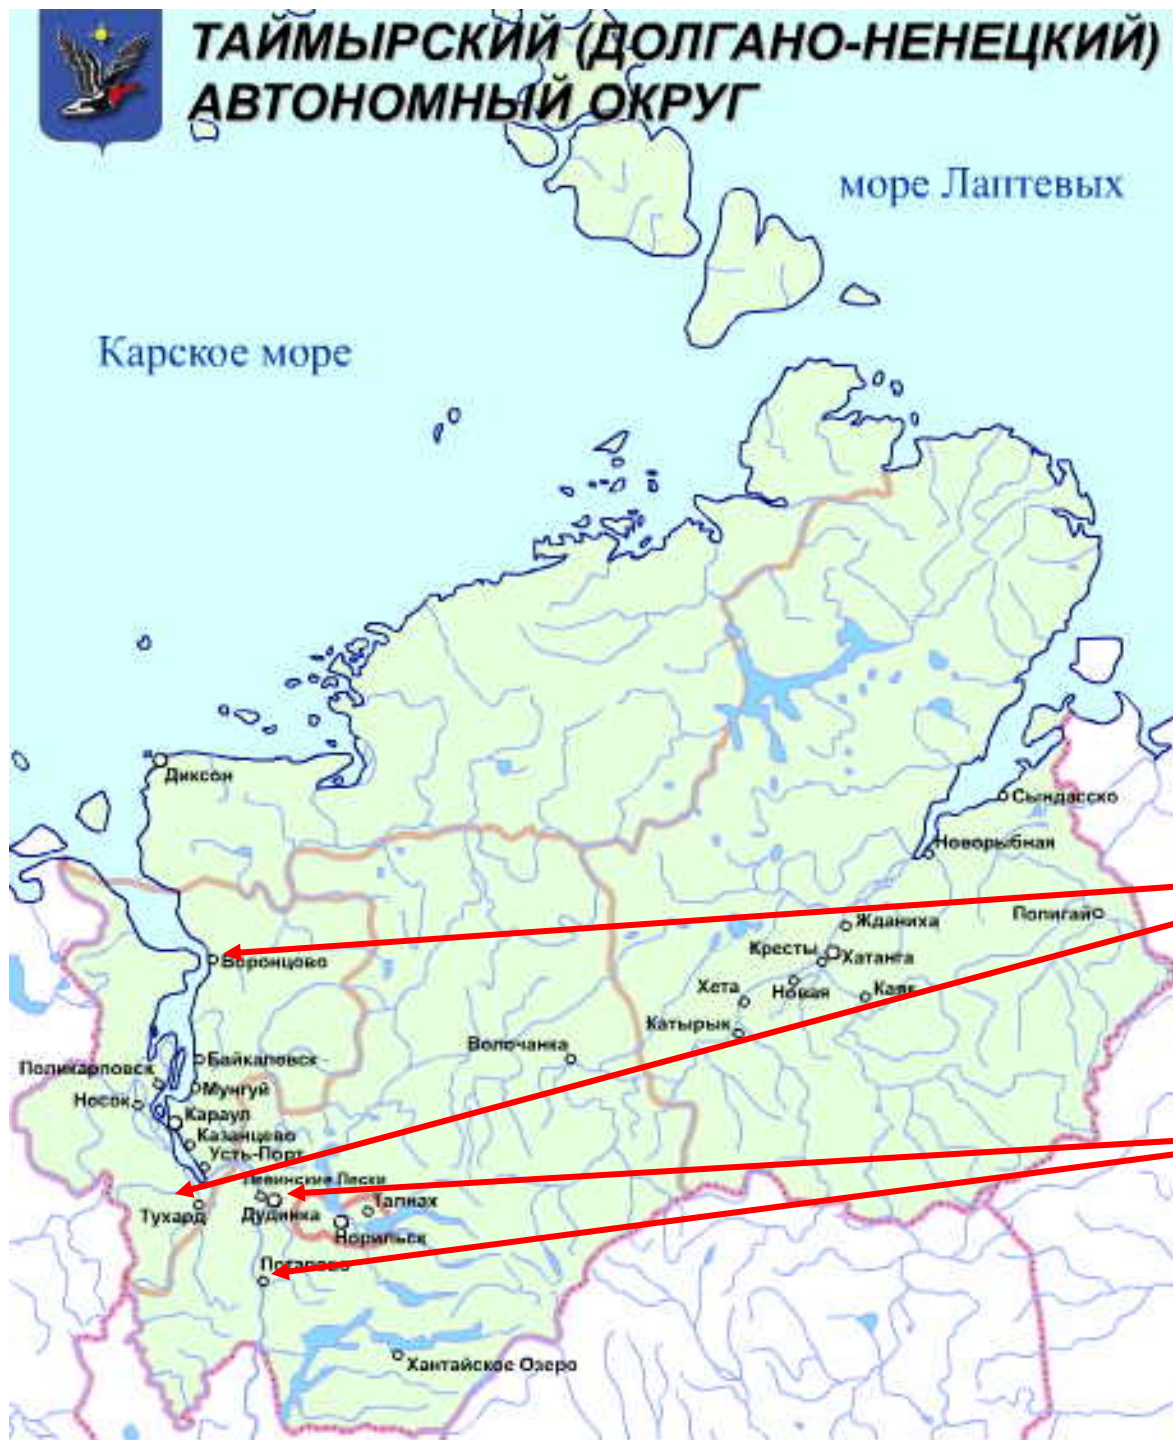 ТАЙМЫРСКИЙ (ДОЛГАНО-НЕНЕЦКИЙ)
АВТОНОМНЫЙ ОКРУГ
море Лаптевых
Карское море
Диксон
Сындасско
Новорыбная
Жданиха
Попигай
Кресты
Хатанга
Воронцово
Хета
Новая
Каяк
Катырык
Волочанка
Байкаловск
Поликарповск
Мунгуй
Носок
Караул
Казанцево
Усть-Порт
Левинские Пески
Талнах
Тухард
Дудинка
Норильск
Потапово
Хантайское Озеро